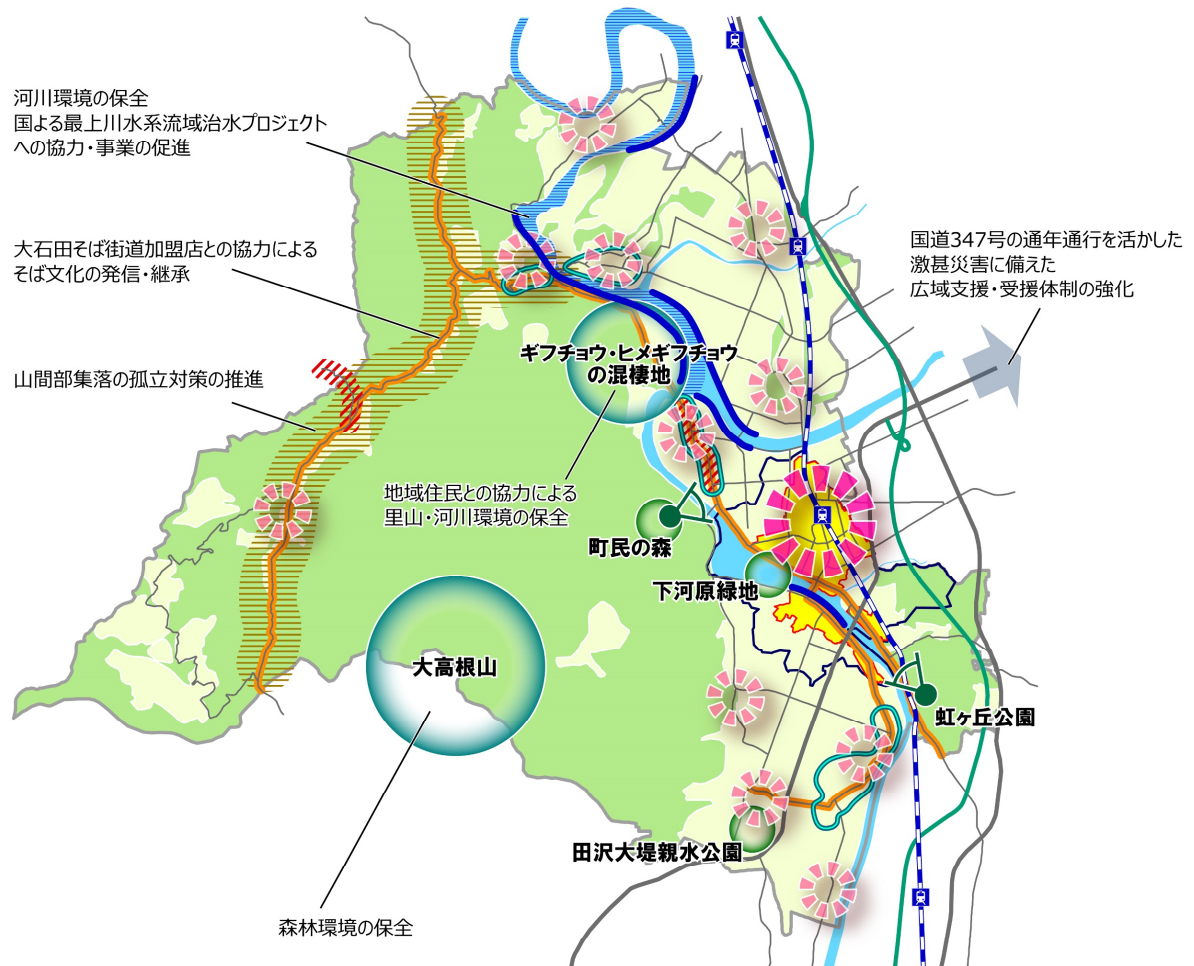 河川環境の保全
国よる最上川水系流域治水プロジェクト
への協力・事業の促進
大石田そば街道加盟店との協力による
そば文化の発信・継承
国道347号の通年通行を活かした
激甚災害に備えた
広域支援・受援体制の強化
山間部集落の孤立対策の推進
ギフチョウ・ヒメギフチョウ
の混棲地
地域住民との協力による
里山・河川環境の保全
町民の森
下河原緑地
大高根山
虹ヶ丘公園
田沢大堤親水公園
森林環境の保全